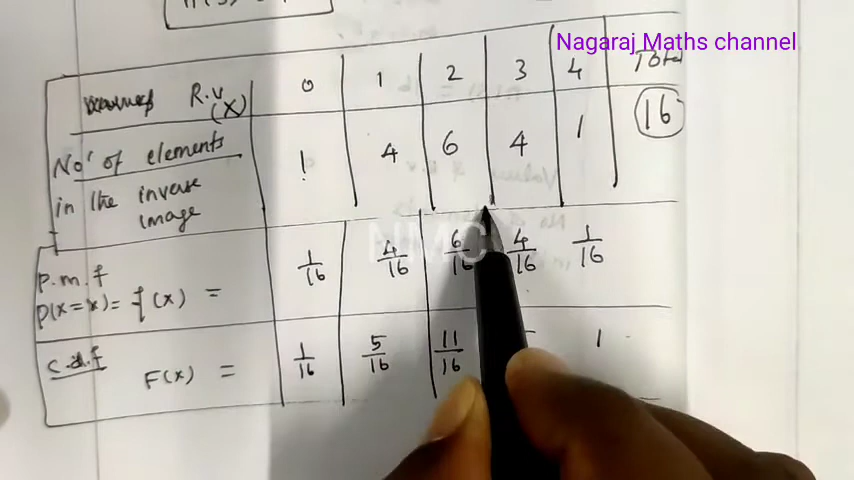 Nagaraj Maths channel
R.v (X) 0 1 2 3 4 Total
No' of elements in the inverse image 1 4 6 4 1 16
NMC
p.m.f
P(X=x)= f(x) = 1/16 4/16 6/16 4/16 1/16
c.d.f
F(x) = 1/16 5/16 11/16 1